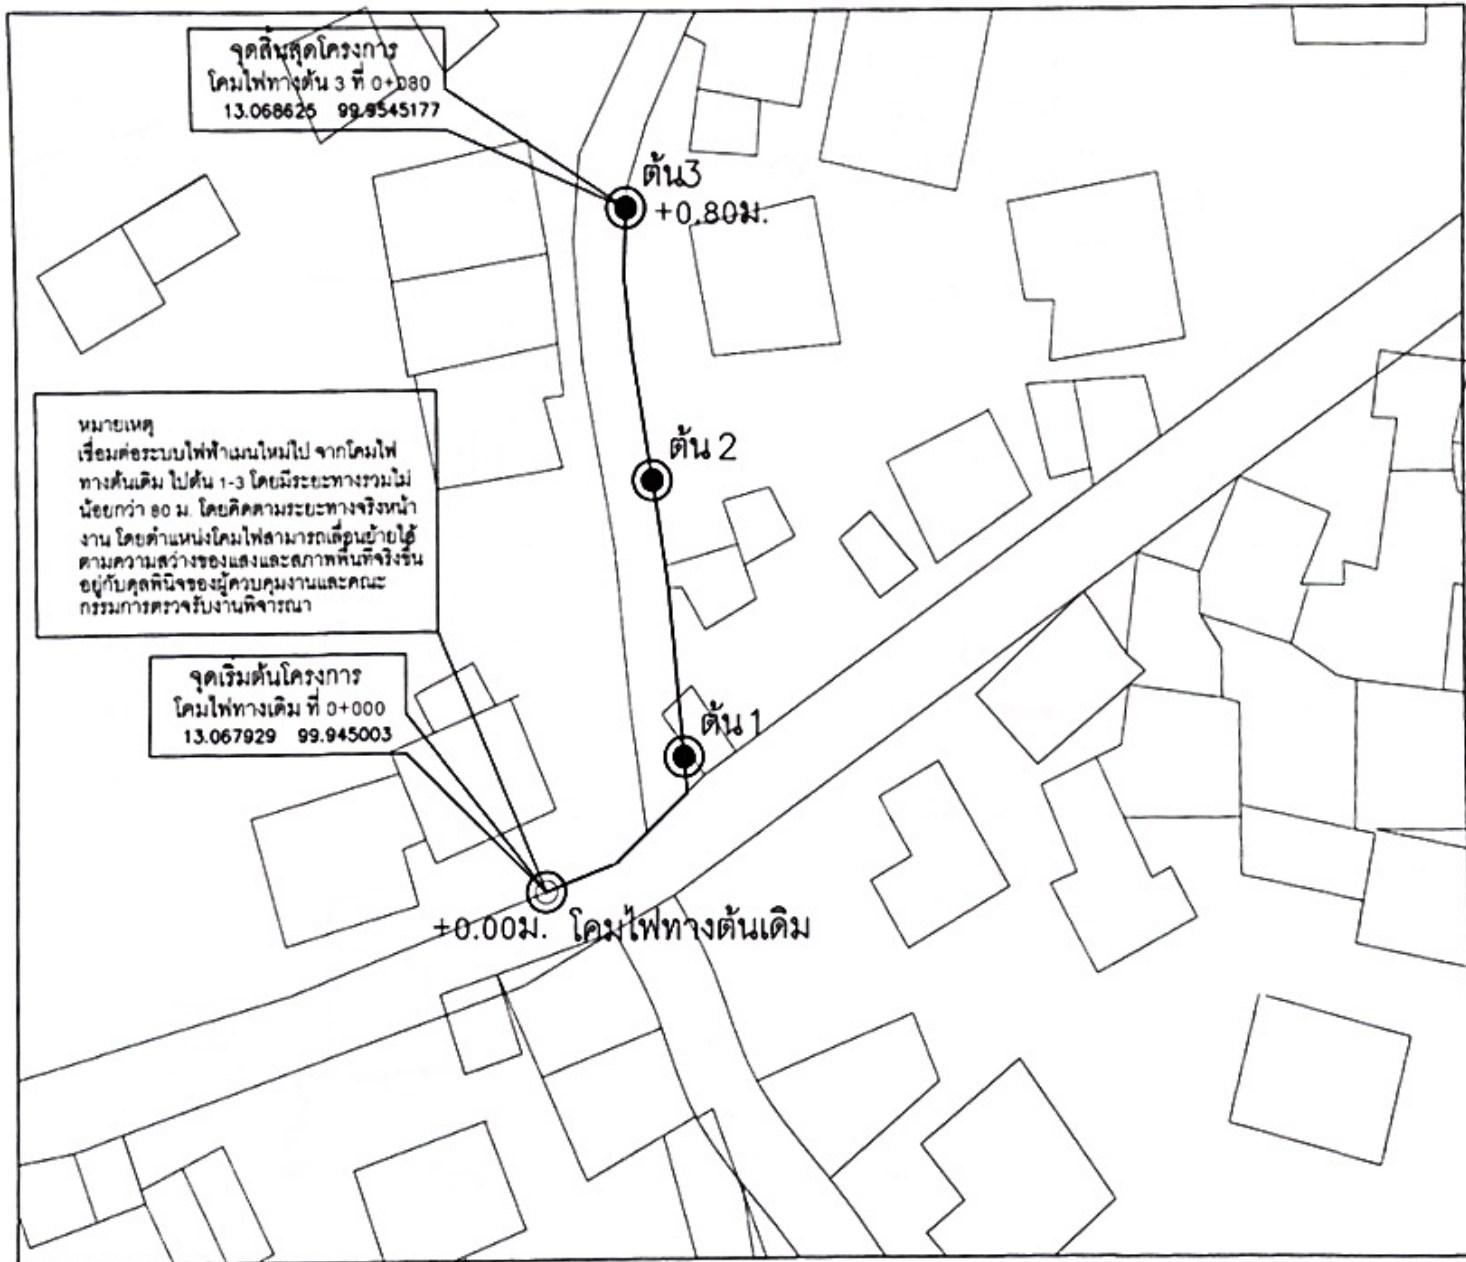 จุดสิ้นสุดโครงการ
โคมไฟทางต้น 3 ที่ 0+080
13.068625 99.9545177
ต้น3
+0.80ม.
ต้น 2
หมายเหตุ
เชื่อมต่อระบบไฟฟ้าเมนใหม่ไป จากโคมไฟ
ทางต้นเดิม ไปต้น 1-3 โดยมีระยะทางรวมไม่
น้อยกว่า 80 ม. โดยคิดตามระยะทางจริงหน้า
งาน โดยตำแหน่งโคมไฟสามารถเลื่อนย้ายได้
ตามความสว่างของแสงและสภาพพื้นที่จริงขึ้น
อยู่กับดุลพินิจของผู้ควบคุมงานและคณะ
กรรมการตรวจรับงานพิจารณา
จุดเริ่มต้นโครงการ
โคมไฟทางเดิม ที่ 0+000
13.067929 99.945003
ต้น 1
±0.00ม. โคมไฟทางต้นเดิม